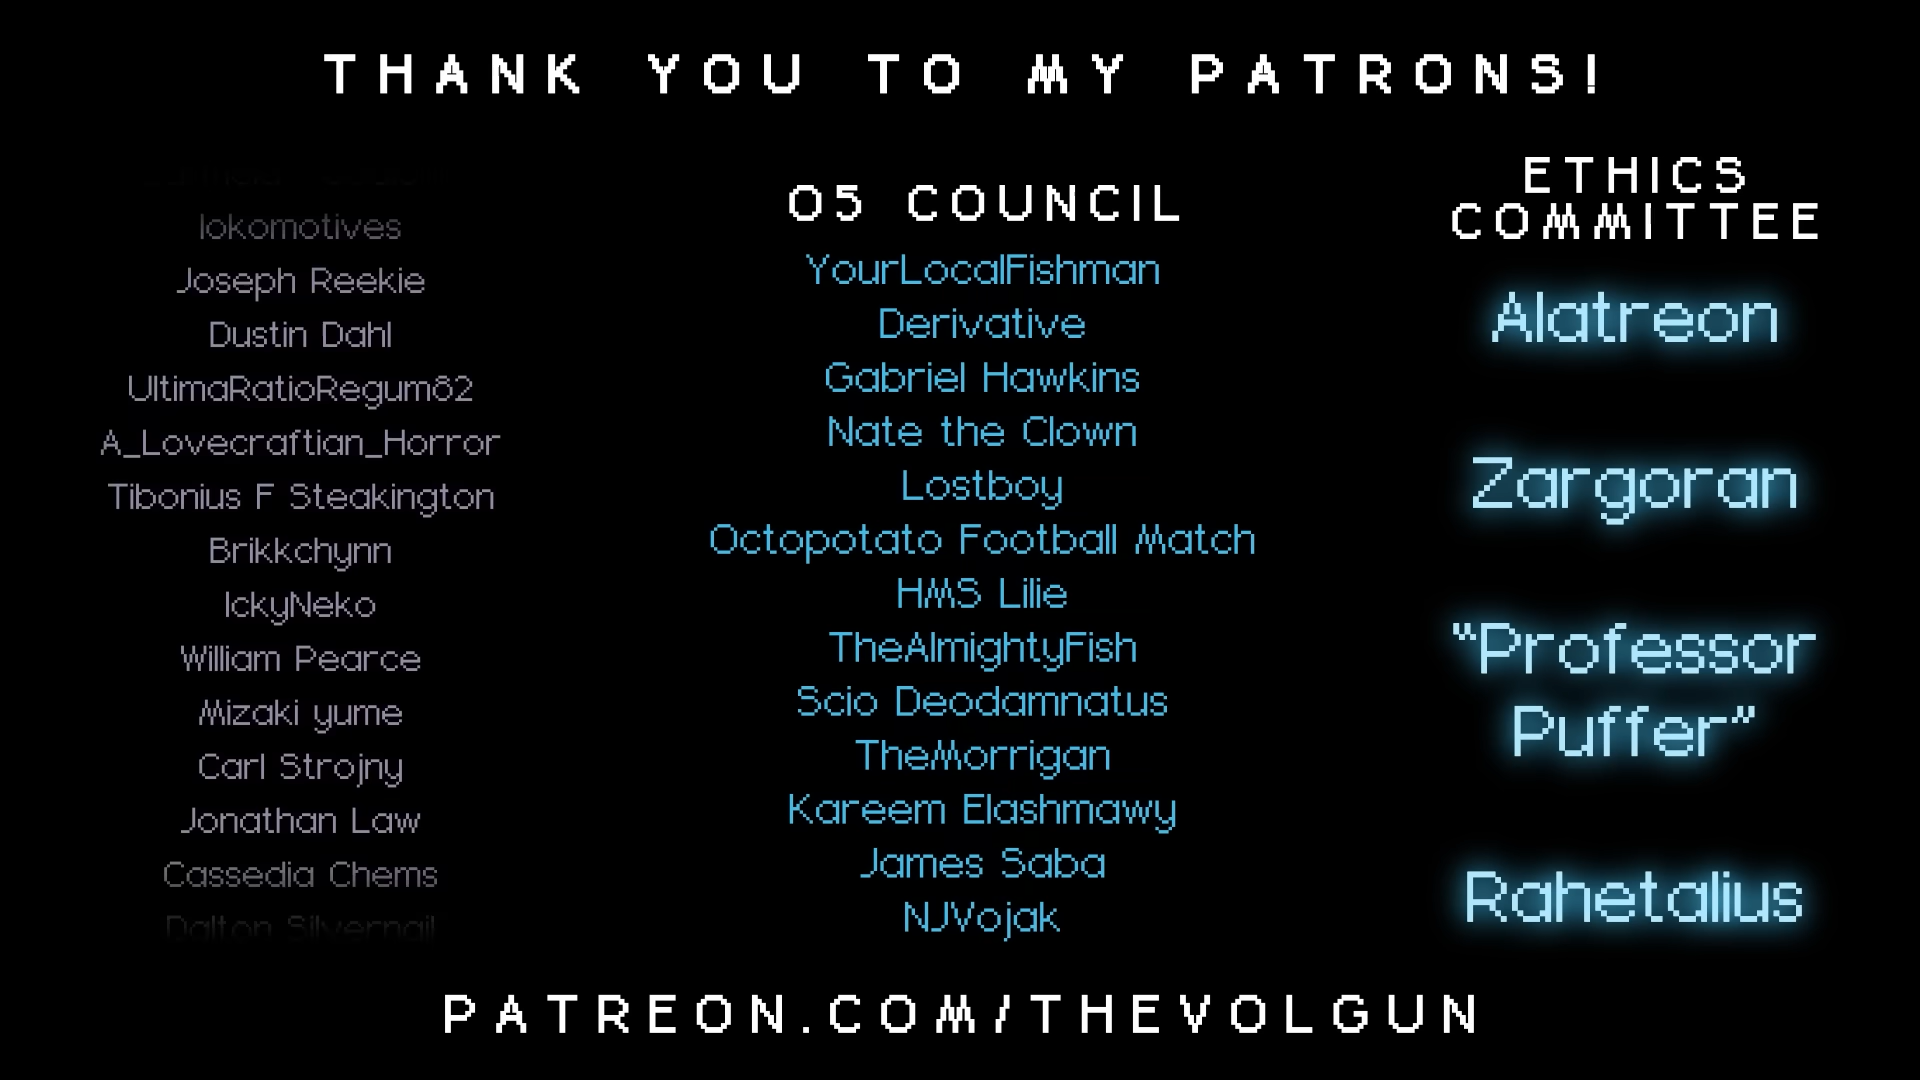 THANK YOU TO MY PATRONS!
lokomotives
Joseph Reekie
Dustin Dahl
UltimaRatioRegum82
A_Lovecraftian_Horror
Tibonius F Steakington
Brikkchynn
IckyNeko
William Pearce
Mizaki yume
Carl Strojny
Jonathan Law
Cassedia Chems
Dalton Silvernail
O5 COUNCIL
YourLocalFishman
Derivative
Gabriel Hawkins
Nate the Clown
Lostboy
Octopotato Football Match
HMS Lilie
TheAlmightyFish
Scio Deodamnatus
TheMorrigan
Kareem Elashmawy
James Saba
NJVojak
ETHICS
COMMITTEE
Alatreon
Zargoran
"Professor
Puffer"
Rahetalius
PATREON.COM/THEVOLGUN